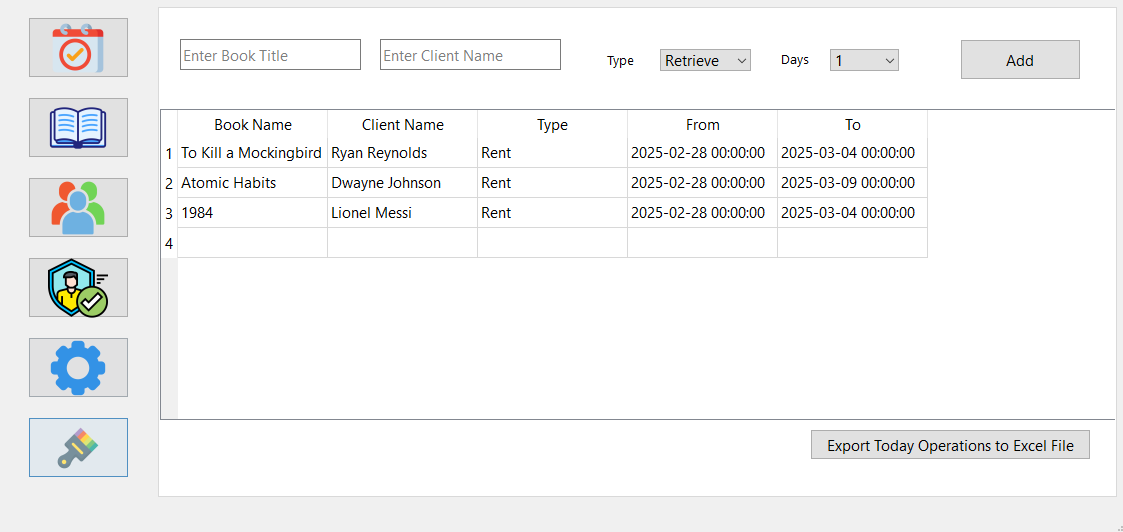 Enter Book Title Enter Client Name Type Retrieve Days 1 Add
Book Name Client Name Type From To
1 To Kill a Mockingbird Ryan Reynolds Rent 2025-02-28 00:00:00 2025-03-04 00:00:00
2 Atomic Habits Dwayne Johnson Rent 2025-02-28 00:00:00 2025-03-09 00:00:00
3 1984 Lionel Messi Rent 2025-02-28 00:00:00 2025-03-04 00:00:00
4
Export Today Operations to Excel File